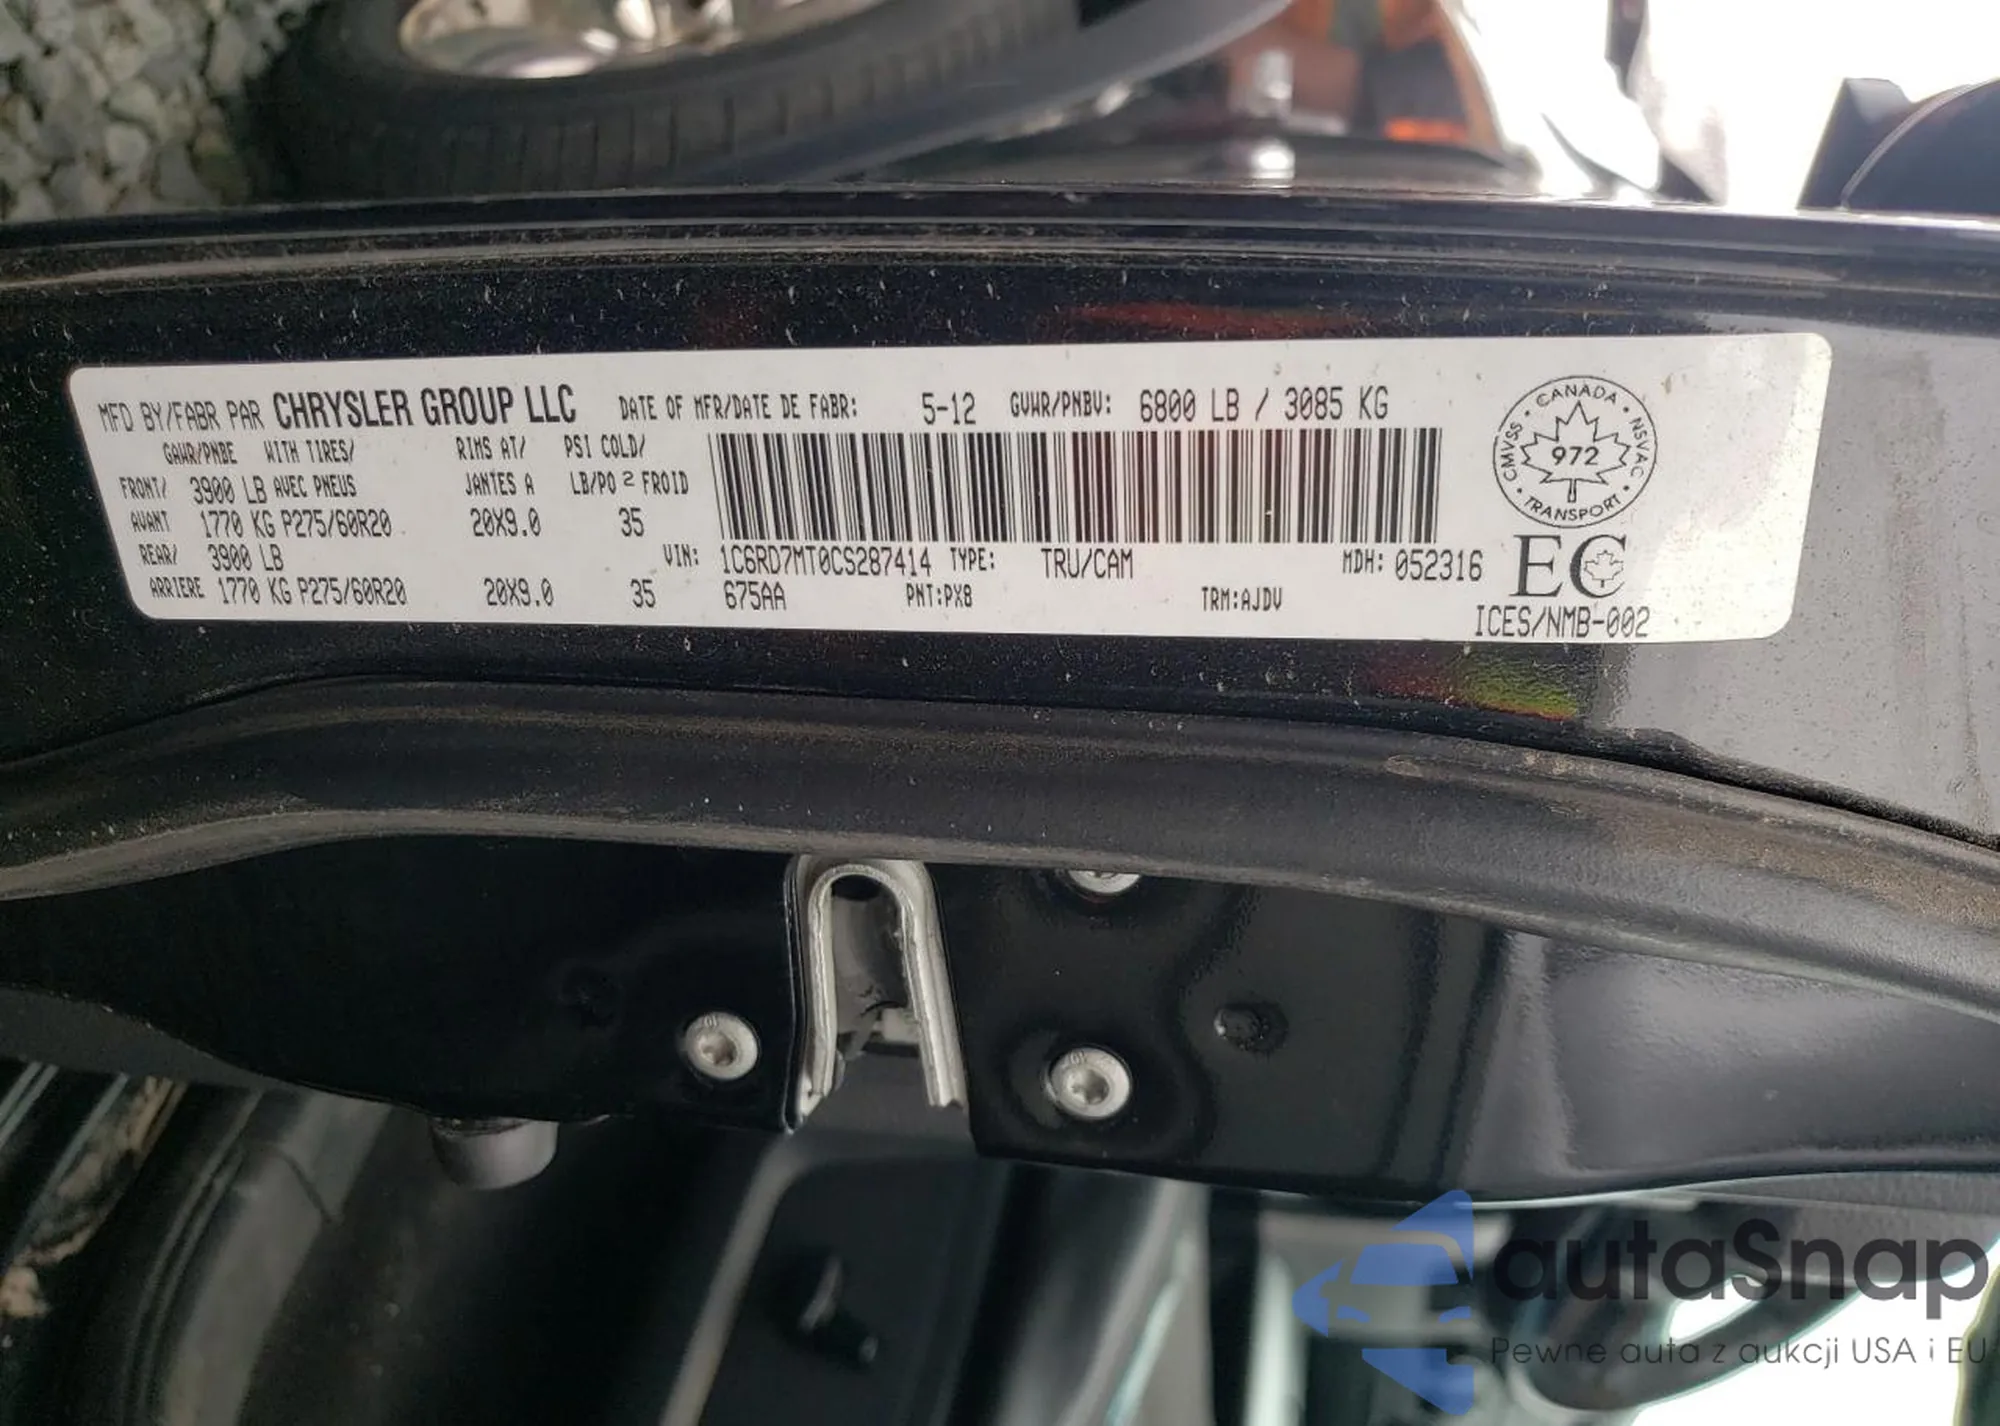 MFD BY/FABR PAR CHRYSLER GROUP LLC DATE OF MFR/DATE DE FABR: 5-12 GVWR/PNBV: 6800 LB / 3085 KG
GAWR/PNBE WITH TIRES/ RIMS AT/ PSI COLD/
FRONT/ 3900 LB AVEC PNEUS JANTES A LB/PO 2 FROID
AVANT 1770 KG P275/60R20 20X9.0 35
REAR/ 3900 LB VIN: 1C6RD7MT0CS287414 TYPE: TRU/CAM MDH: 052316
ARRIERE 1770 KG P275/60R20 20X9.0 35 675AA PNT:PX8 TRM:AJDV
CANADA • NSVAC • TRANSPORT • CMVSS •
972
EC
ICES/NMB-002
autaSnap
Pewne auta z aukcji USA i EU